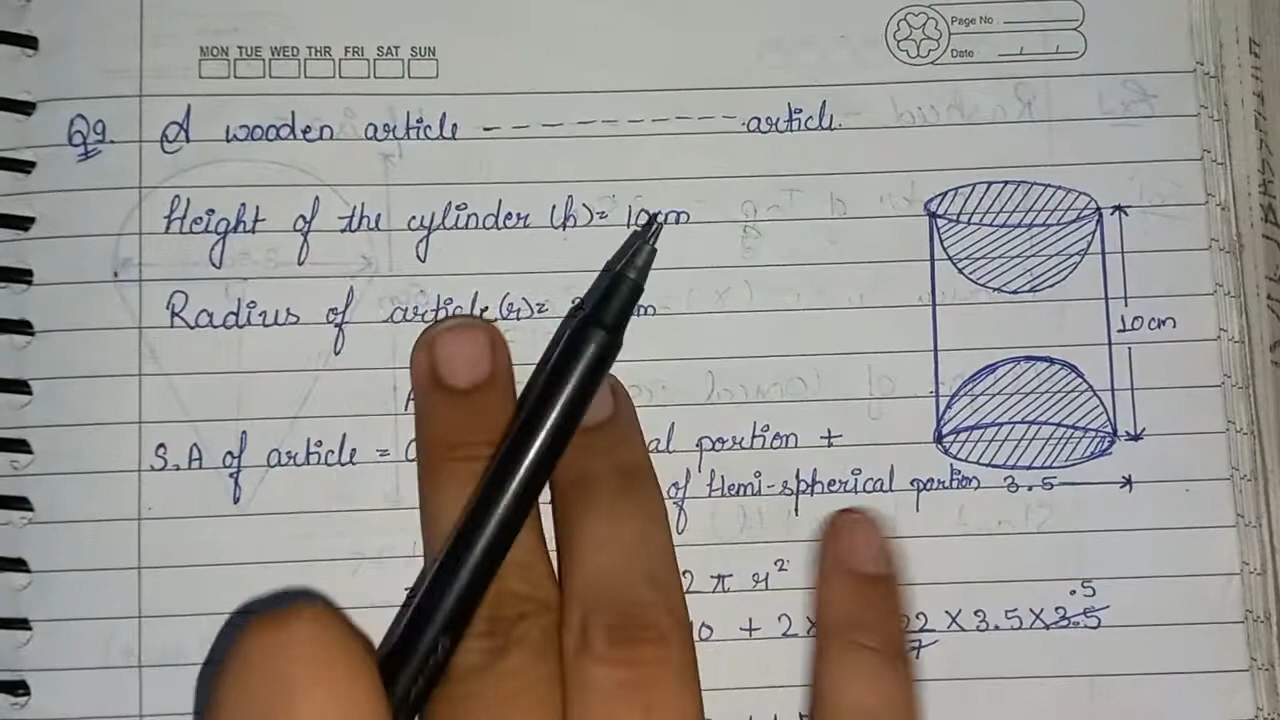 Page No
Date
MON TUE WED THR FRI SAT SUN
Q9. A wooden article ----------- article.
Height of the cylinder (h) = 10cm
Radius of article (r) =
10cm
S.A of article = portion +
of Hemi-spherical portion 3.5
2 π r²
.5
+ 2× 22 × 3.5 × 3.5
7